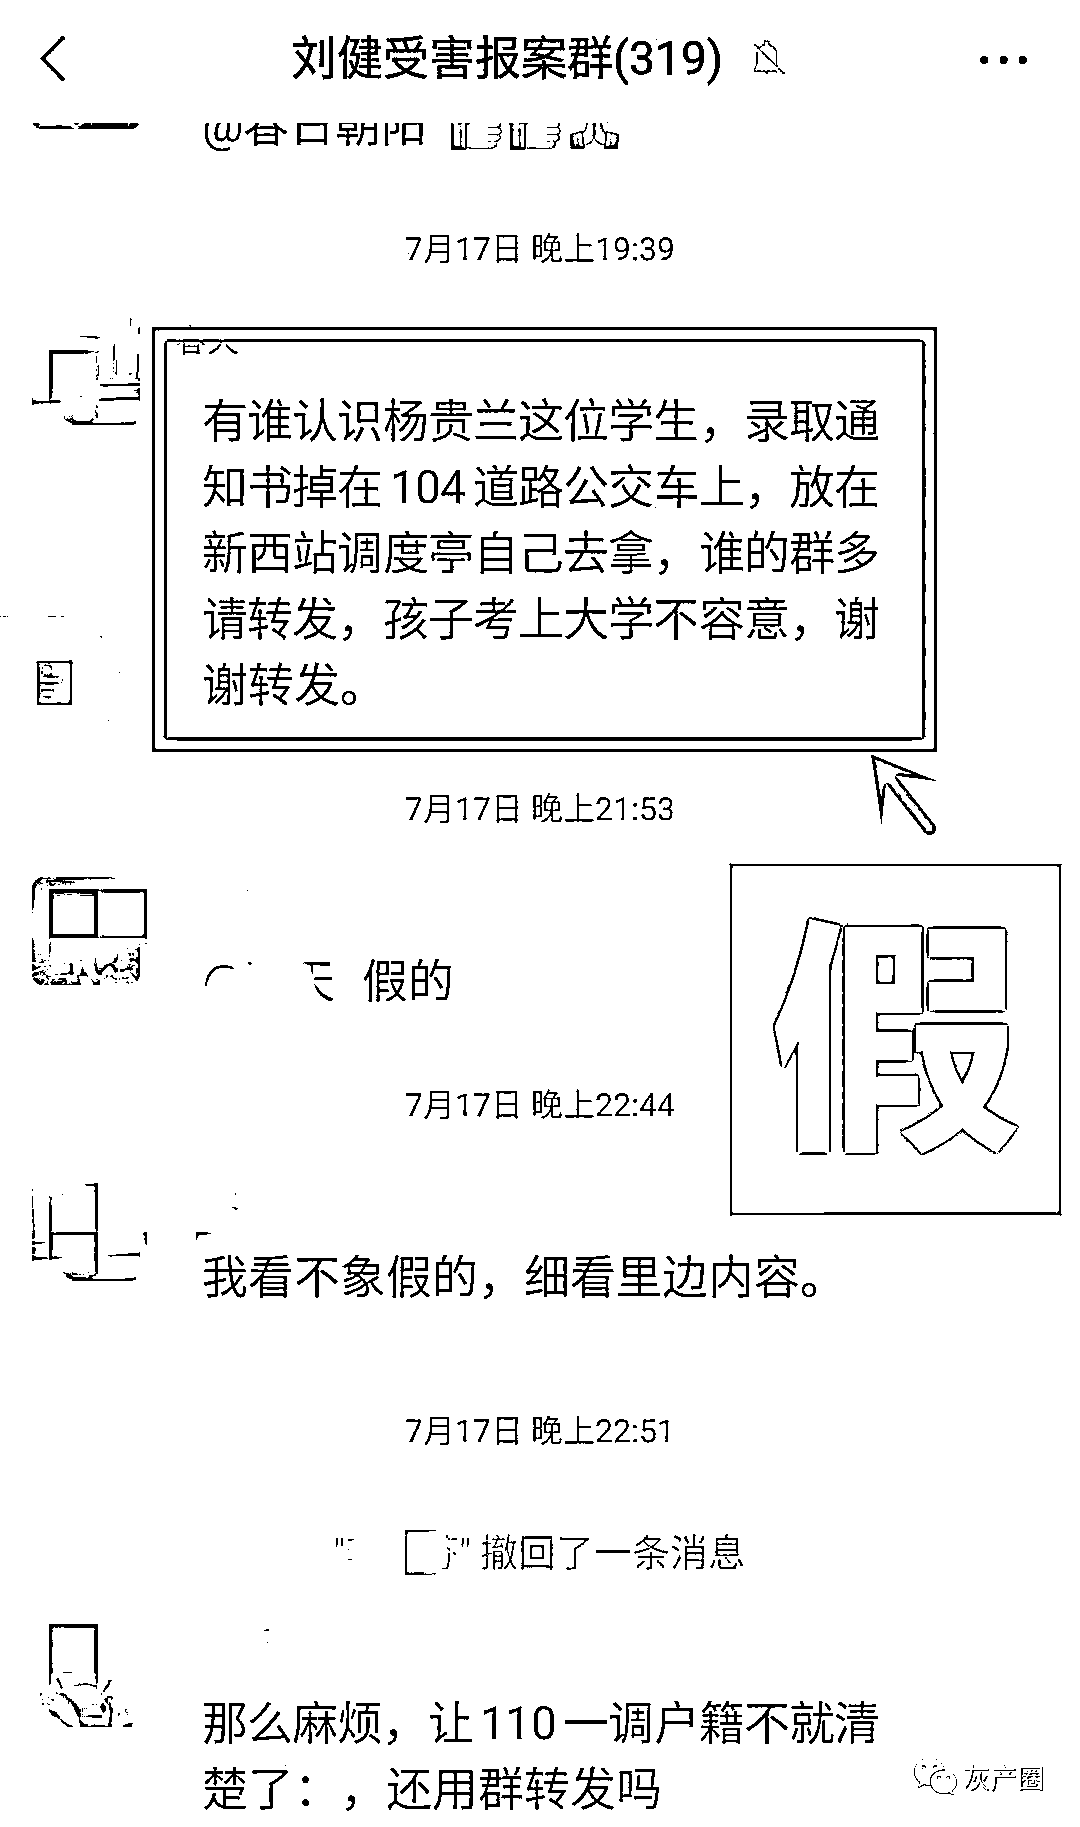 刘健受害报案群(319)
@春日朝阳
7月17日 晚上19:39
有谁认识杨贵兰这位学生，录取通
知书掉在104道路公交车上，放在
新西站调度亭自己去拿，谁的群多
请转发，孩子考上大学不容意，谢
谢转发。
7月17日 晚上21:53
假的
假
7月17日 晚上22:44
我看不象假的，细看里边内容。
7月17日 晚上22:51
撤回了一条消息
那么麻烦，让110一调户籍不就清
楚了：，还用群转发吗
灰产圈